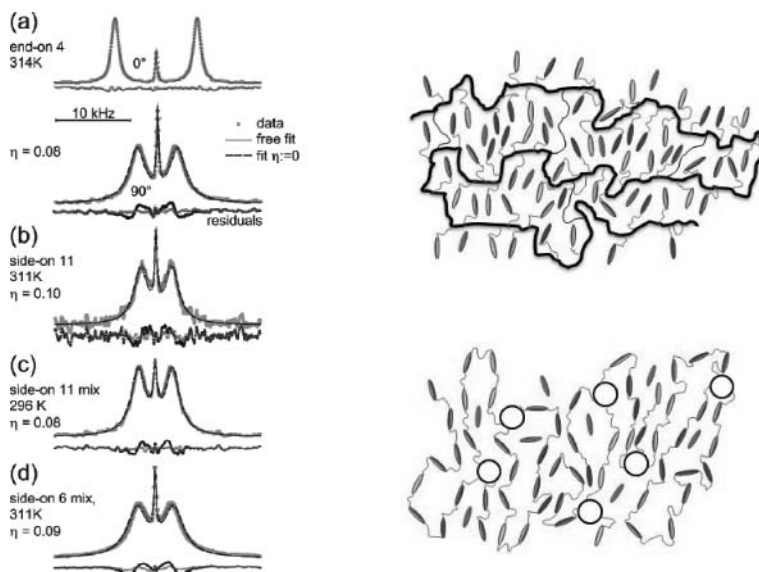 (a)
end-on 4
314K
0°
10 kHz
data
free fit
fit η:=0
η = 0.08
90°
residuals
(b)
side-on 11
311K
η = 0.10
(c)
side-on 11 mix
296 K
η = 0.08
(d)
side-on 6 mix,
311K
η = 0.09